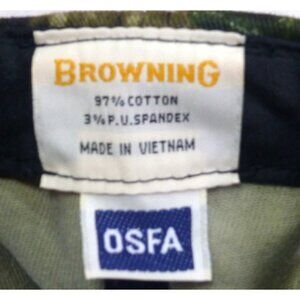 BROWNING
97% COTTON
3% P.U. SPANDEX
MADE IN VIETNAM
OSFA